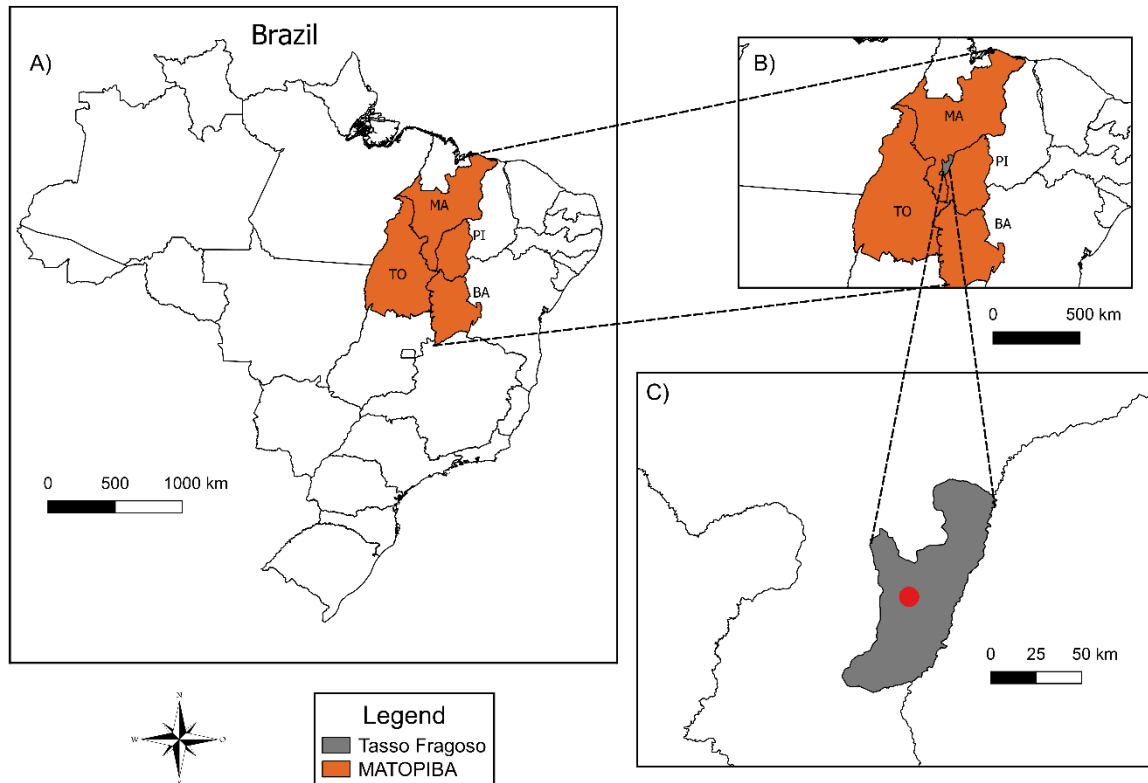 Brazil
A)
MA
PI
TO
BA
0 500 1000 km
B)
MA
PI
TO
BA
0 500 km
C)
0 25 50 km
N
W O
S
Legend
Tasso Fragoso
MATOPIBA